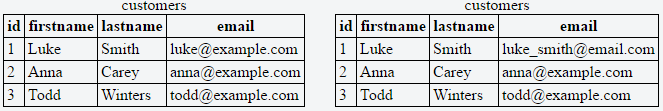 customers
id firstname lastname email
1 Luke Smith luke@example.com
2 Anna Carey anna@example.com
3 Todd Winters todd@example.com
customers
id firstname lastname email
1 Luke Smith luke_smith@email.com
2 Anna Carey anna@example.com
3 Todd Winters todd@example.com